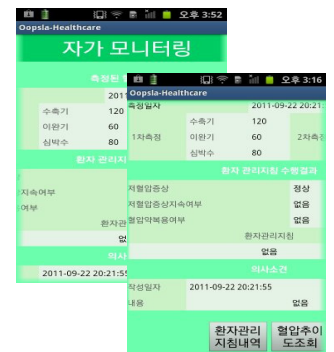 오후 3:52
Oopsla-Healthcare
자가 모니터링
측정된
2011
수축기 120
이완기 60
심박수 80
환자 관리지
지속여부
여부
환자관
없
의사
2011-09-22 20:21:55
오후 3:16
Oopsla-Healthcare
측정일자 2011-09-22 20:21
수축기 120
1차측정 이완기 60 2차측정
심박수 80
환자 관리지침 수행결과
저혈압증상 정상
저혈압증상지속여부 없음
혈압약복용여부 없음
환자관리지침
없음
의사소견
작성일자 2011-09-22 20:21:55
내용 없음
환자관리 혈압추이
지침내역 도조회